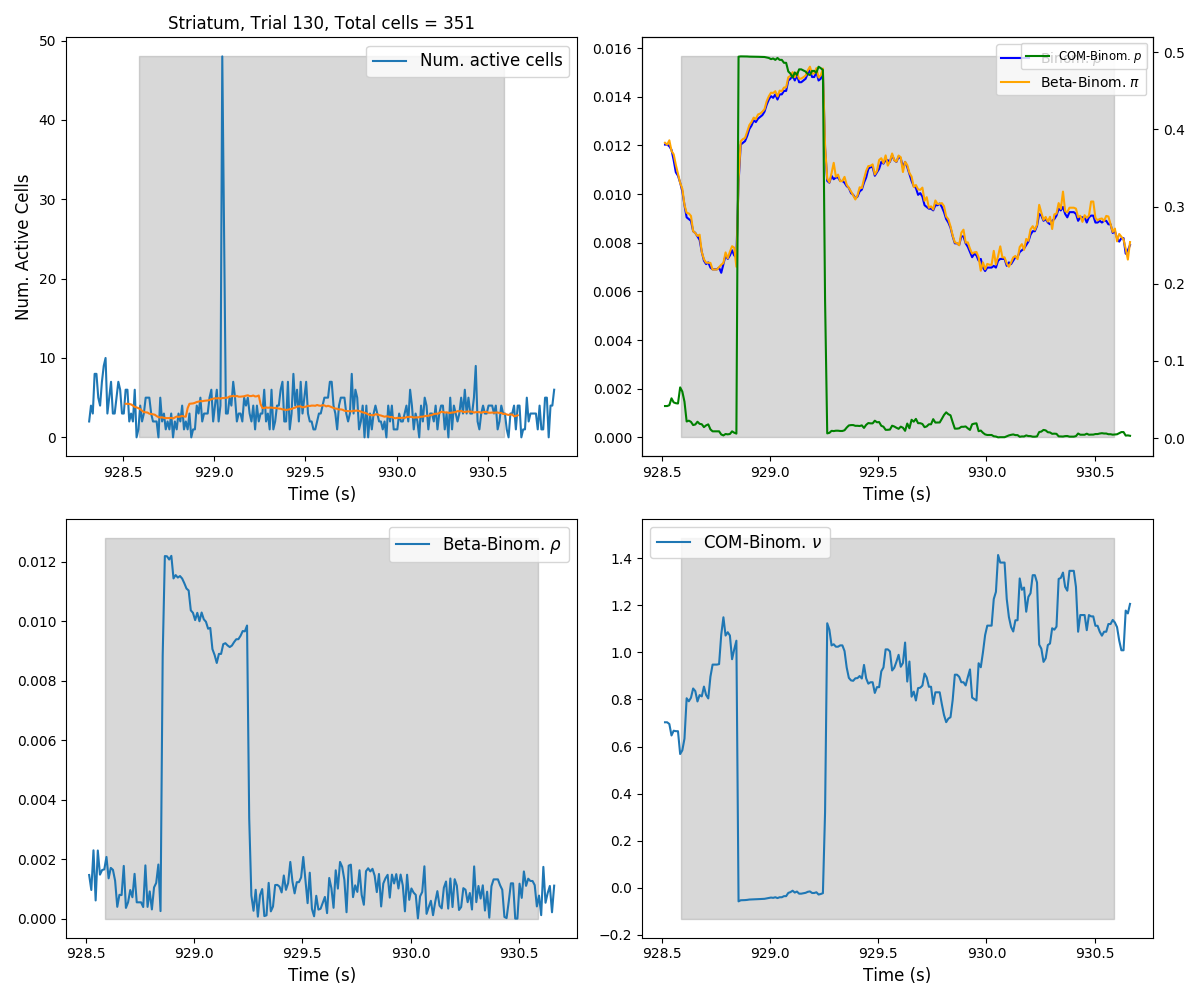 Striatum, Trial 130, Total cells = 351
Num. Active Cells
50
40
30
20
10
0
Num. active cells
928.5 929.0 929.5 930.0 930.5
Time (s)
0.016
0.014
0.012
0.010
0.008
0.006
0.004
0.002
0.000
COM-Binom. p
Beta-Binom. π
0.5
0.4
0.3
0.2
0.1
0.0
928.5 929.0 929.5 930.0 930.5
Time (s)
0.012
0.010
0.008
0.006
0.004
0.002
0.000
Beta-Binom. ρ
928.5 929.0 929.5 930.0 930.5
Time (s)
1.4
1.2
1.0
0.8
0.6
0.4
0.2
0.0
−0.2
COM-Binom. ν
928.5 929.0 929.5 930.0 930.5
Time (s)